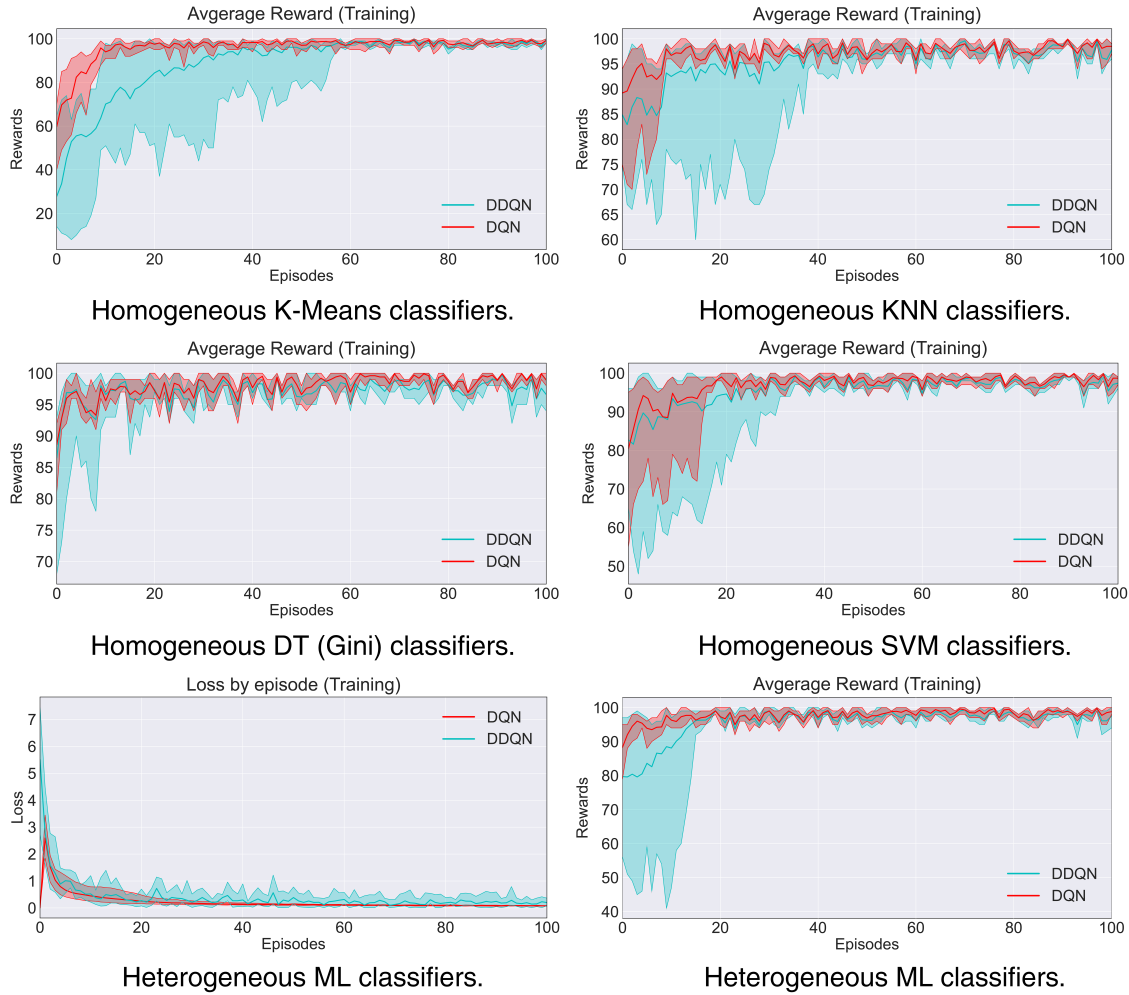 Avgerage Reward (Training)
Rewards
100
80
60
40
20
DDQN
DQN
0 20 40 60 80 100
Episodes
Homogeneous K-Means classifiers.
Avgerage Reward (Training)
Rewards
100
95
90
85
80
75
70
65
60
DDQN
DQN
0 20 40 60 80 100
Episodes
Homogeneous KNN classifiers.
Avgerage Reward (Training)
Rewards
100
95
90
85
80
75
70
DDQN
DQN
0 20 40 60 80 100
Episodes
Homogeneous DT (Gini) classifiers.
Avgerage Reward (Training)
Rewards
100
90
80
70
60
50
DDQN
DQN
0 20 40 60 80 100
Episodes
Homogeneous SVM classifiers.
Loss by episode (Training)
Loss
7
6
5
4
3
2
1
0
DQN
DDQN
0 20 40 60 80 100
Episodes
Heterogeneous ML classifiers.
Avgerage Reward (Training)
Rewards
100
90
80
70
60
50
40
DDQN
DQN
0 20 40 60 80 100
Episodes
Heterogeneous ML classifiers.